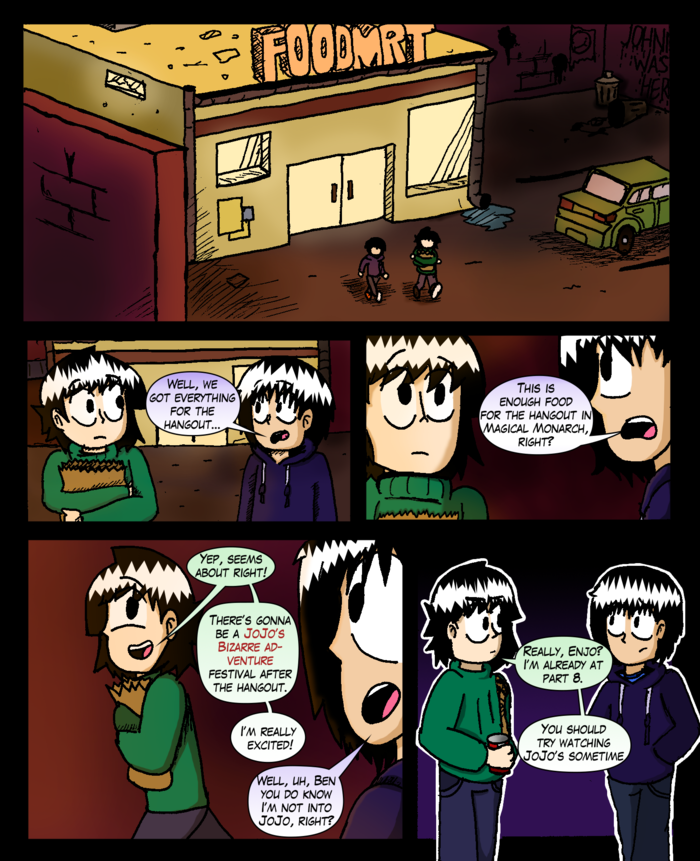 FOODMRT
JOHN
WAS
HER
WELL, WE
GOT EVERYTHING
FOR THE
HANGOUT...
THIS IS
ENOUGH FOOD
FOR THE HANGOUT IN
MAGICAL MONARCH,
RIGHT?
YEP, SEEMS
ABOUT RIGHT!
THERE'S GONNA
BE A JOJO'S
BIZARRE AD-
VENTURE
FESTIVAL AFTER
THE HANGOUT.
I'M REALLY
EXCITED!
WELL, UH, BEN
YOU DO KNOW
I'M NOT INTO
JOJO, RIGHT?
REALLY, ENJO?
I'M ALREADY AT
PART 8.
YOU SHOULD
TRY WATCHING
JOJO'S SOMETIME